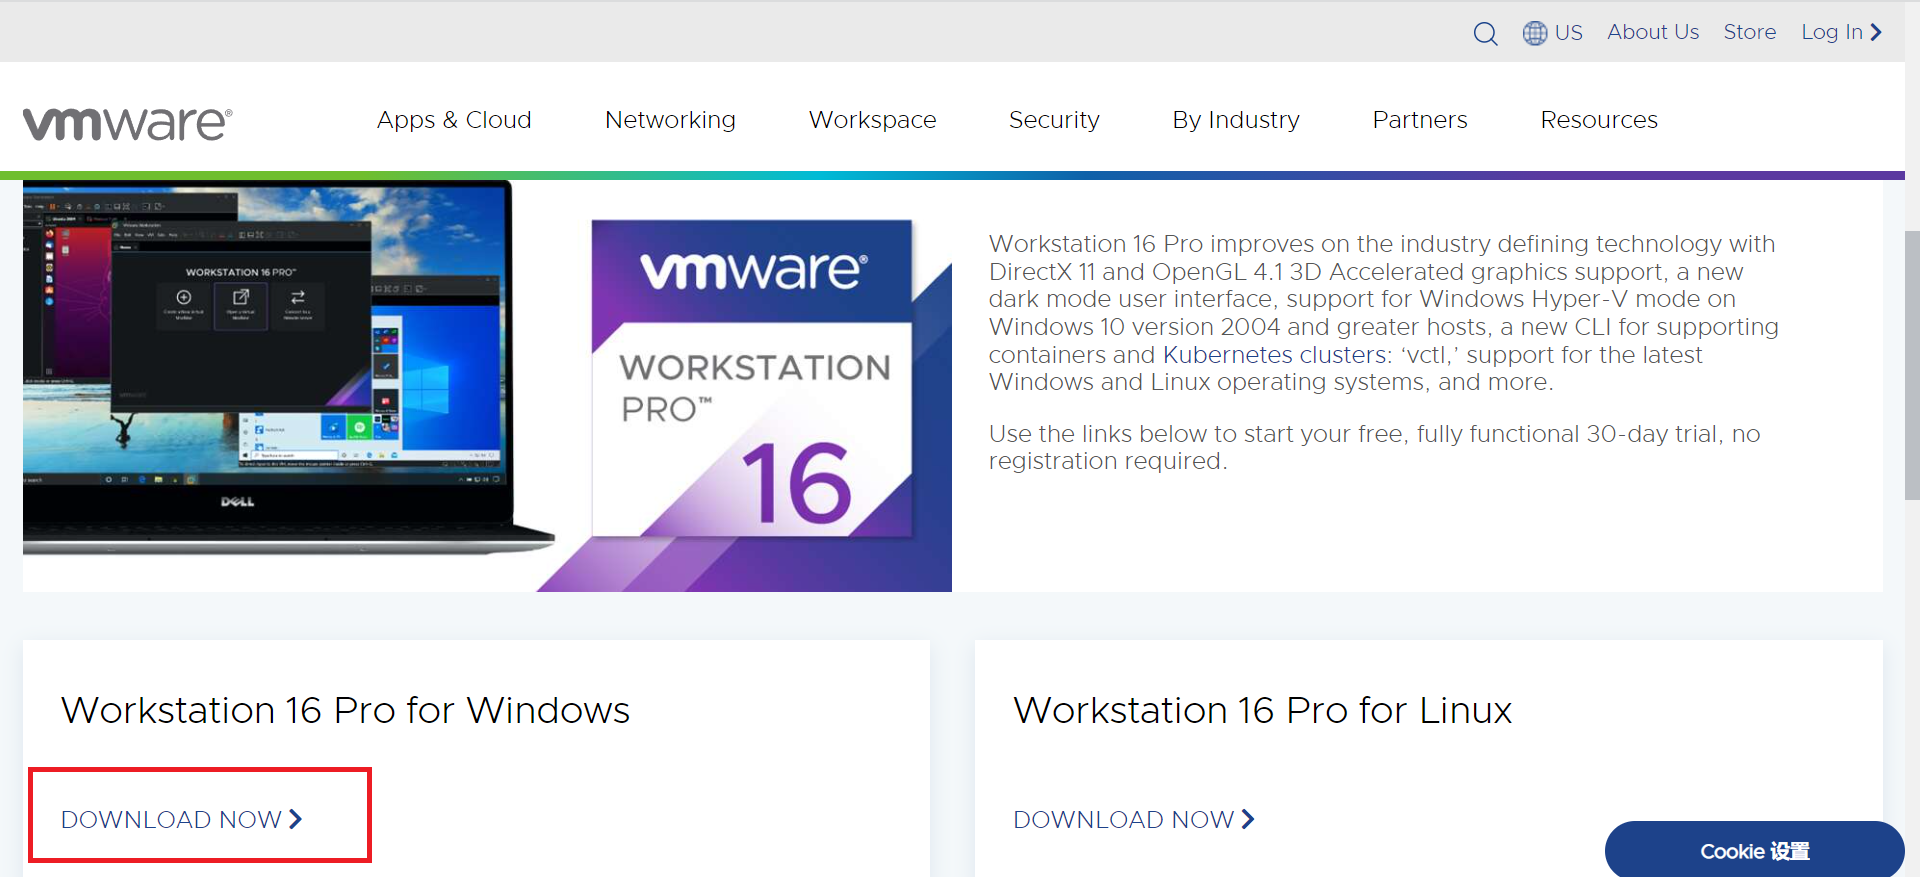 US About Us Store Log In
vmware®
Apps & Cloud Networking Workspace Security By Industry Partners Resources
WORKSTATION 16 PRO™
DELL
vmware®
WORKSTATION
PRO™
16
Workstation 16 Pro improves on the industry defining technology with
DirectX 11 and OpenGL 4.1 3D Accelerated graphics support, a new
dark mode user interface, support for Windows Hyper-V mode on
Windows 10 version 2004 and greater hosts, a new CLI for supporting
containers and Kubernetes clusters: ‘vctl,’ support for the latest
Windows and Linux operating systems, and more.
Use the links below to start your free, fully functional 30-day trial, no
registration required.
Workstation 16 Pro for Windows
DOWNLOAD NOW
Workstation 16 Pro for Linux
DOWNLOAD NOW
Cookie 设置